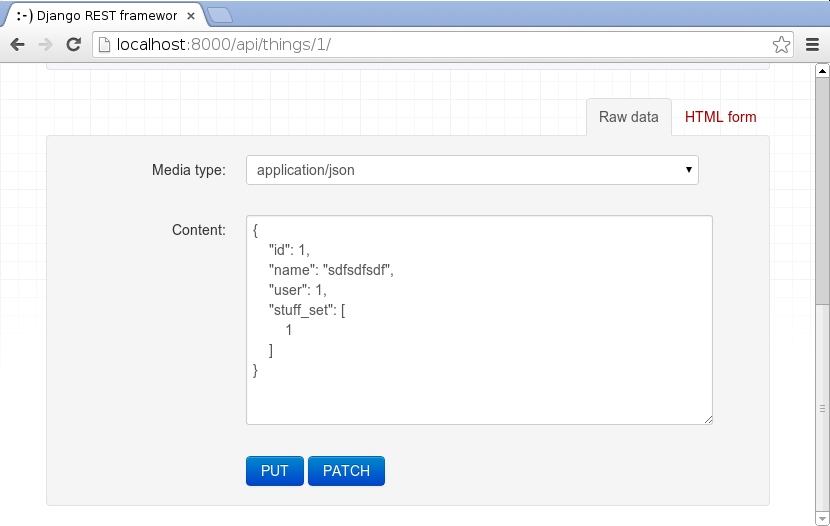 :-) Django REST framewor ×
localhost:8000/api/things/1/
Raw data HTML form
Media type: application/json
Content: {
    "id": 1,
    "name": "sdfsdfsdf",
    "user": 1,
    "stuff_set": [
        1
    ]
}
PUT PATCH